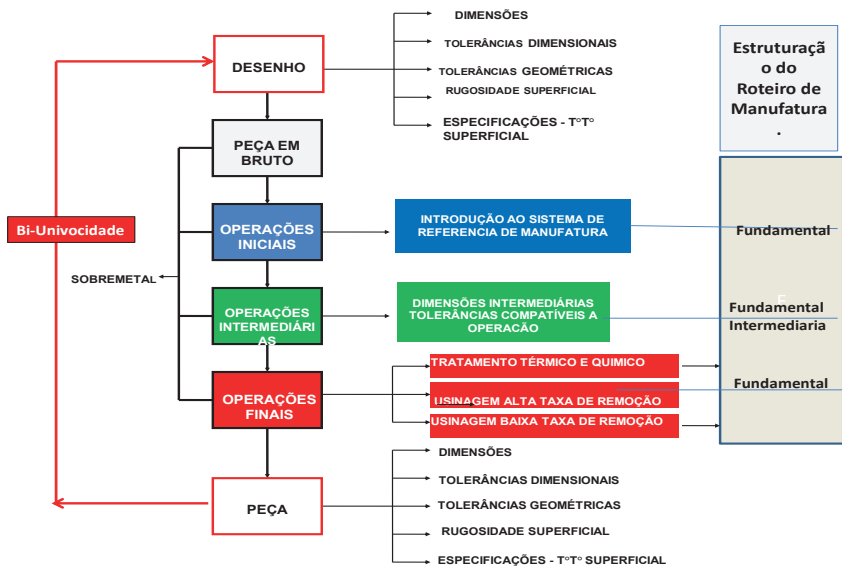 DIMENSÕES
TOLERÂNCIAS DIMENSIONAIS
DESENHO
TOLERÂNCIAS GEOMÉTRICAS
RUGOSIDADE SUPERFICIAL
ESPECIFICAÇÕES - TºTº
SUPERFICIAL
Estruturaçã
o do
Roteiro de
Manufatura
.
PEÇA EM
BRUTO
Bi-Univocidade
OPERAÇÕES
INICIAIS
INTRODUÇÃO AO SISTEMA DE
REFERENCIA DE MANUFATURA
Fundamental
SOBREMETAL
OPERAÇÕES
INTERMEDIÁRI
AS
DIMENSÕES INTERMEDIÁRIAS
TOLERÂNCIAS COMPATÍVEIS A
OPERACÃO
Fundamental
Intermediaria
OPERAÇÕES
FINAIS
TRATAMENTO TÉRMICO E QUIMICO
USINAGEM ALTA TAXA DE REMOÇÃO
USINAGEM BAIXA TAXA DE REMOÇÃO
Fundamental
DIMENSÕES
TOLERÂNCIAS DIMENSIONAIS
PEÇA
TOLERÂNCIAS GEOMÉTRICAS
RUGOSIDADE SUPERFICIAL
ESPECIFICAÇÕES - TºTº SUPERFICIAL